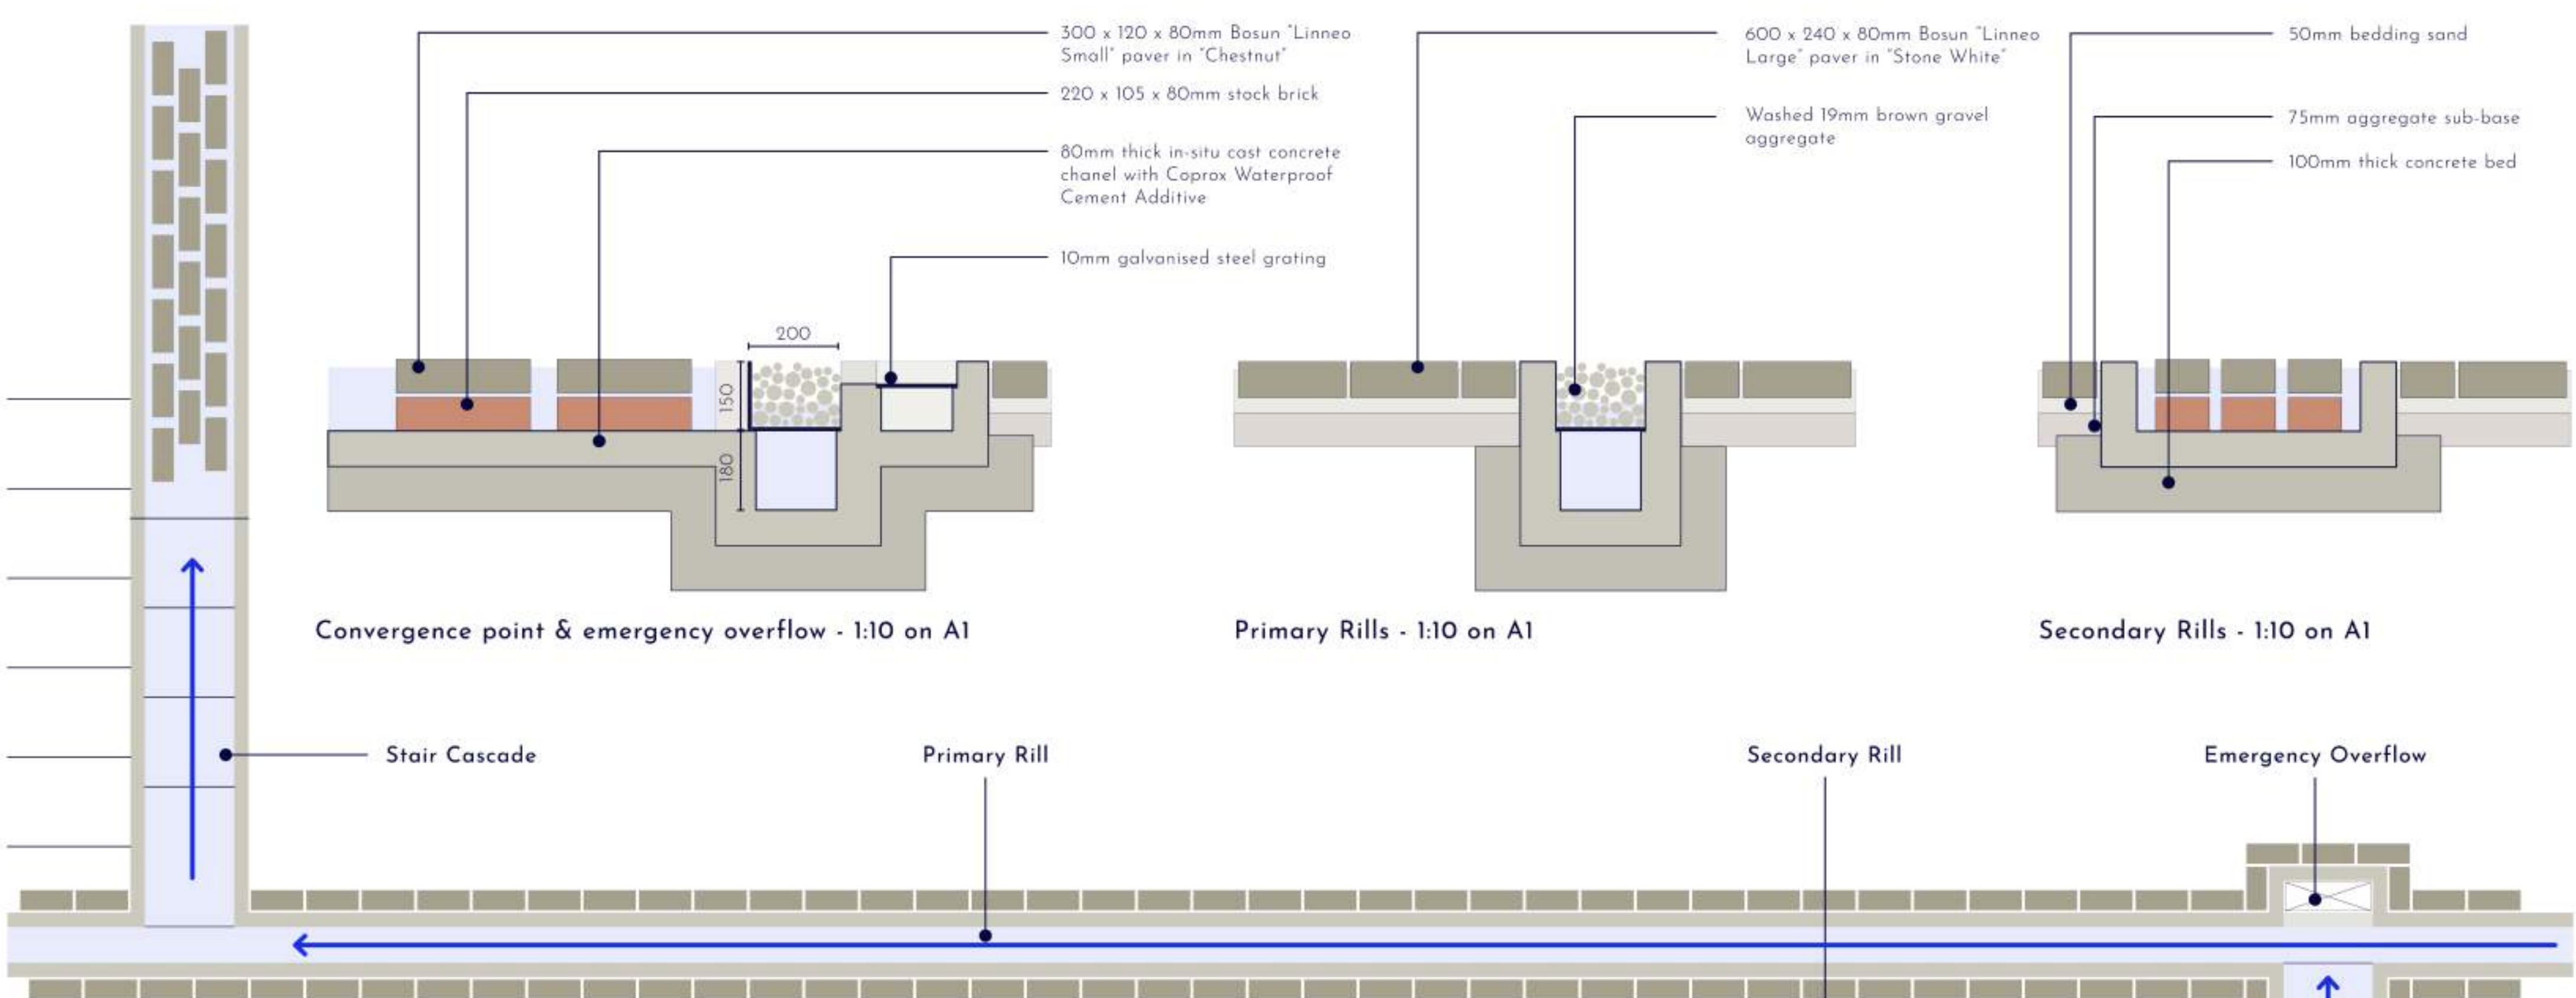 300 x 120 x 80mm Bosun "Linneo
Small" paver in "Chestnut"
220 x 105 x 80mm stock brick
80mm thick in-situ cast concrete
chanel with Coprox Waterproof
Cement Additive
10mm galvanised steel grating
600 x 240 x 80mm Bosun "Linneo
Large" paver in "Stone White"
Washed 19mm brown gravel
aggregate
50mm bedding sand
75mm aggregate sub-base
100mm thick concrete bed
200
150
180
Convergence point & emergency overflow - 1:10 on A1
Primary Rills - 1:10 on A1
Secondary Rills - 1:10 on A1
Stair Cascade
Primary Rill
Secondary Rill
Emergency Overflow